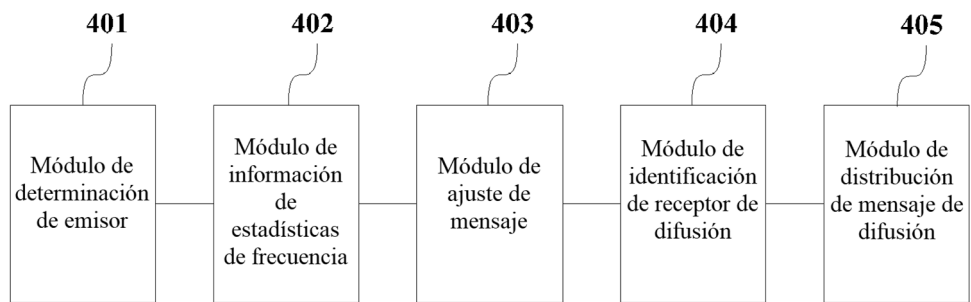 401
402
403
404
405
Módulo de
determinación
de emisor
Módulo de
información
de
estadísticas
de frecuencia
Módulo de
ajuste de
mensaje
Módulo de
identificación
de receptor de
difusión
Módulo de
distribución
de mensaje de
difusión